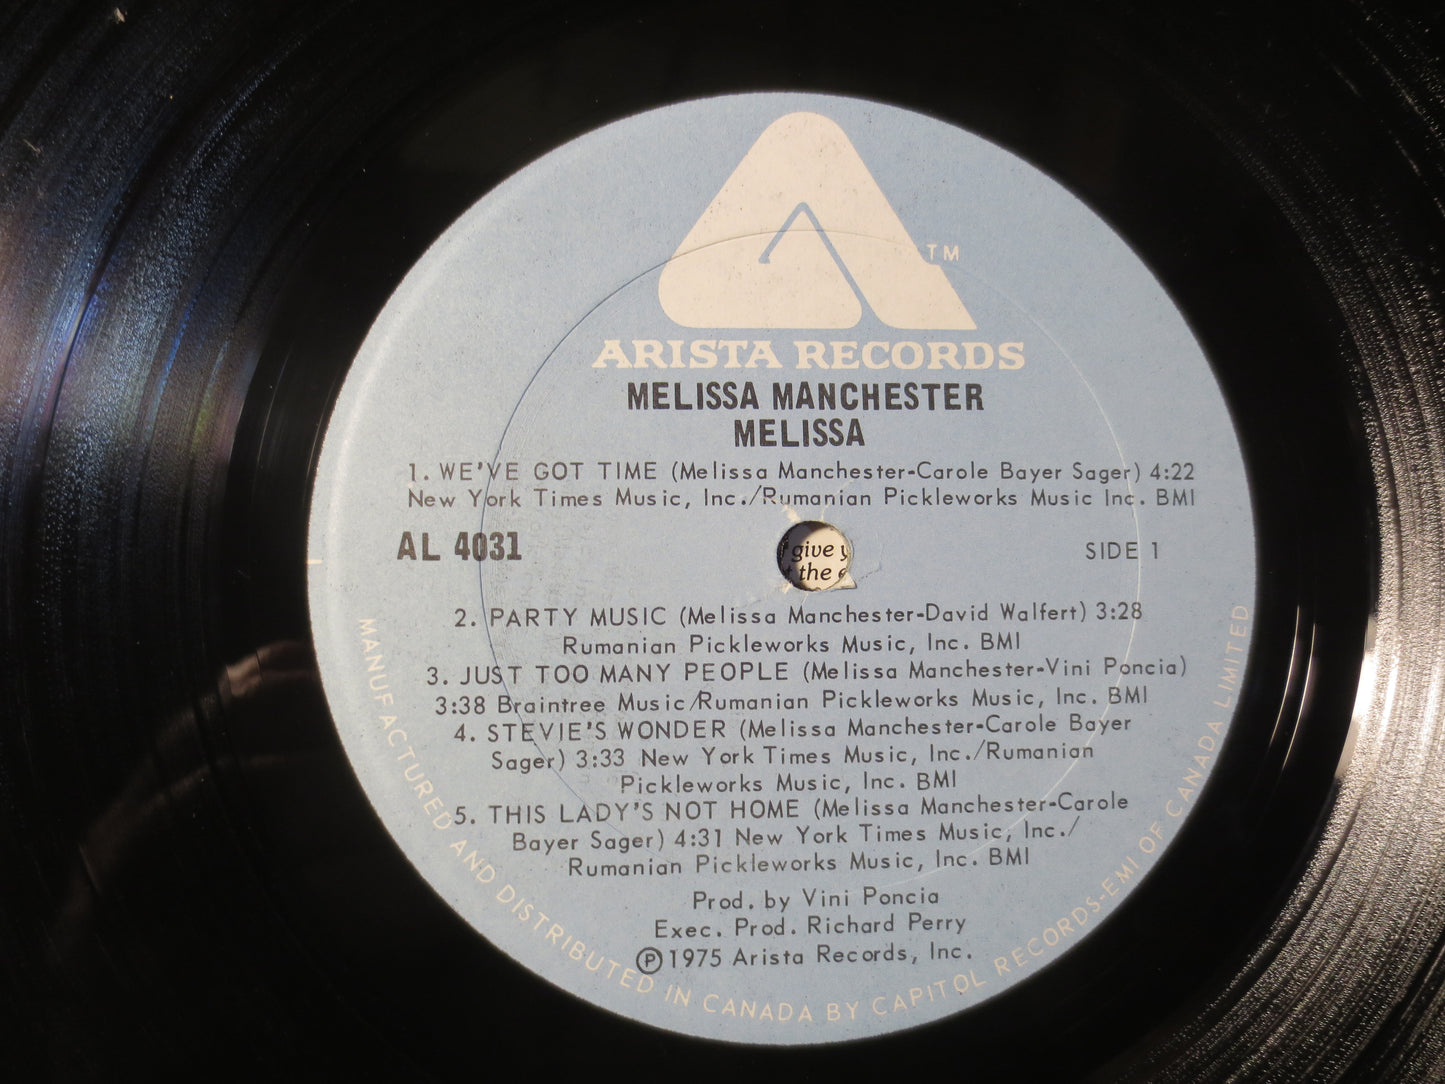 TM
ARISTA RECORDS
MELISSA MANCHESTER
MELISSA
1. WE'VE GOT TIME (Melissa Manchester-Carole Bayer Sager) 4:22
New York Times Music, Inc./Rumanian Pickleworks Music Inc. BMI
AL 4031
SIDE 1
give
the
2. PARTY MUSIC (Melissa Manchester-David Walfert) 3:28
Rumanian Pickleworks Music, Inc. BMI
3. JUST TOO MANY PEOPLE (Melissa Manchester-Vini Poncia)
3:38 Braintree Music/Rumanian Pickleworks Music, Inc. BMI
4. STEVIE'S WONDER (Melissa Manchester-Carole Bayer
Sager) 3:33 New York Times Music, Inc./Rumanian
Pickleworks Music, Inc. BMI
5. THIS LADY'S NOT HOME (Melissa Manchester-Carole
Bayer Sager) 4:31 New York Times Music, Inc./
Rumanian Pickleworks Music, Inc. BMI
Prod. by Vini Poncia
Exec. Prod. Richard Perry
℗1975 Arista Records, Inc.
MANUFACTURED AND DISTRIBUTED IN CANADA BY CAPITOL RECORDS-EMI OF CANADA LIMITED